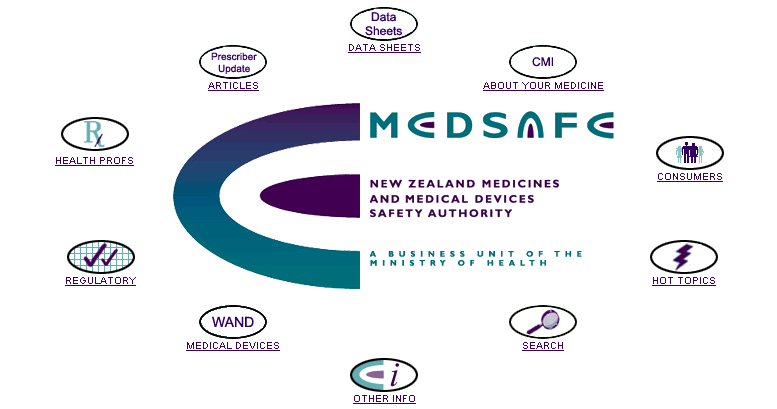 Data
Sheets
DATA SHEETS
Prescriber
Update
ARTICLES
CMI
ABOUT YOUR MEDICINE
MEDSAFE
Rx
HEALTH PROFS
CONSUMERS
NEW ZEALAND MEDICINES
AND MEDICAL DEVICES
SAFETY AUTHORITY
A BUSINESS UNIT OF THE
MINISTRY OF HEALTH
REGULATORY
HOT TOPICS
WAND
MEDICAL DEVICES
SEARCH
i
OTHER INFO